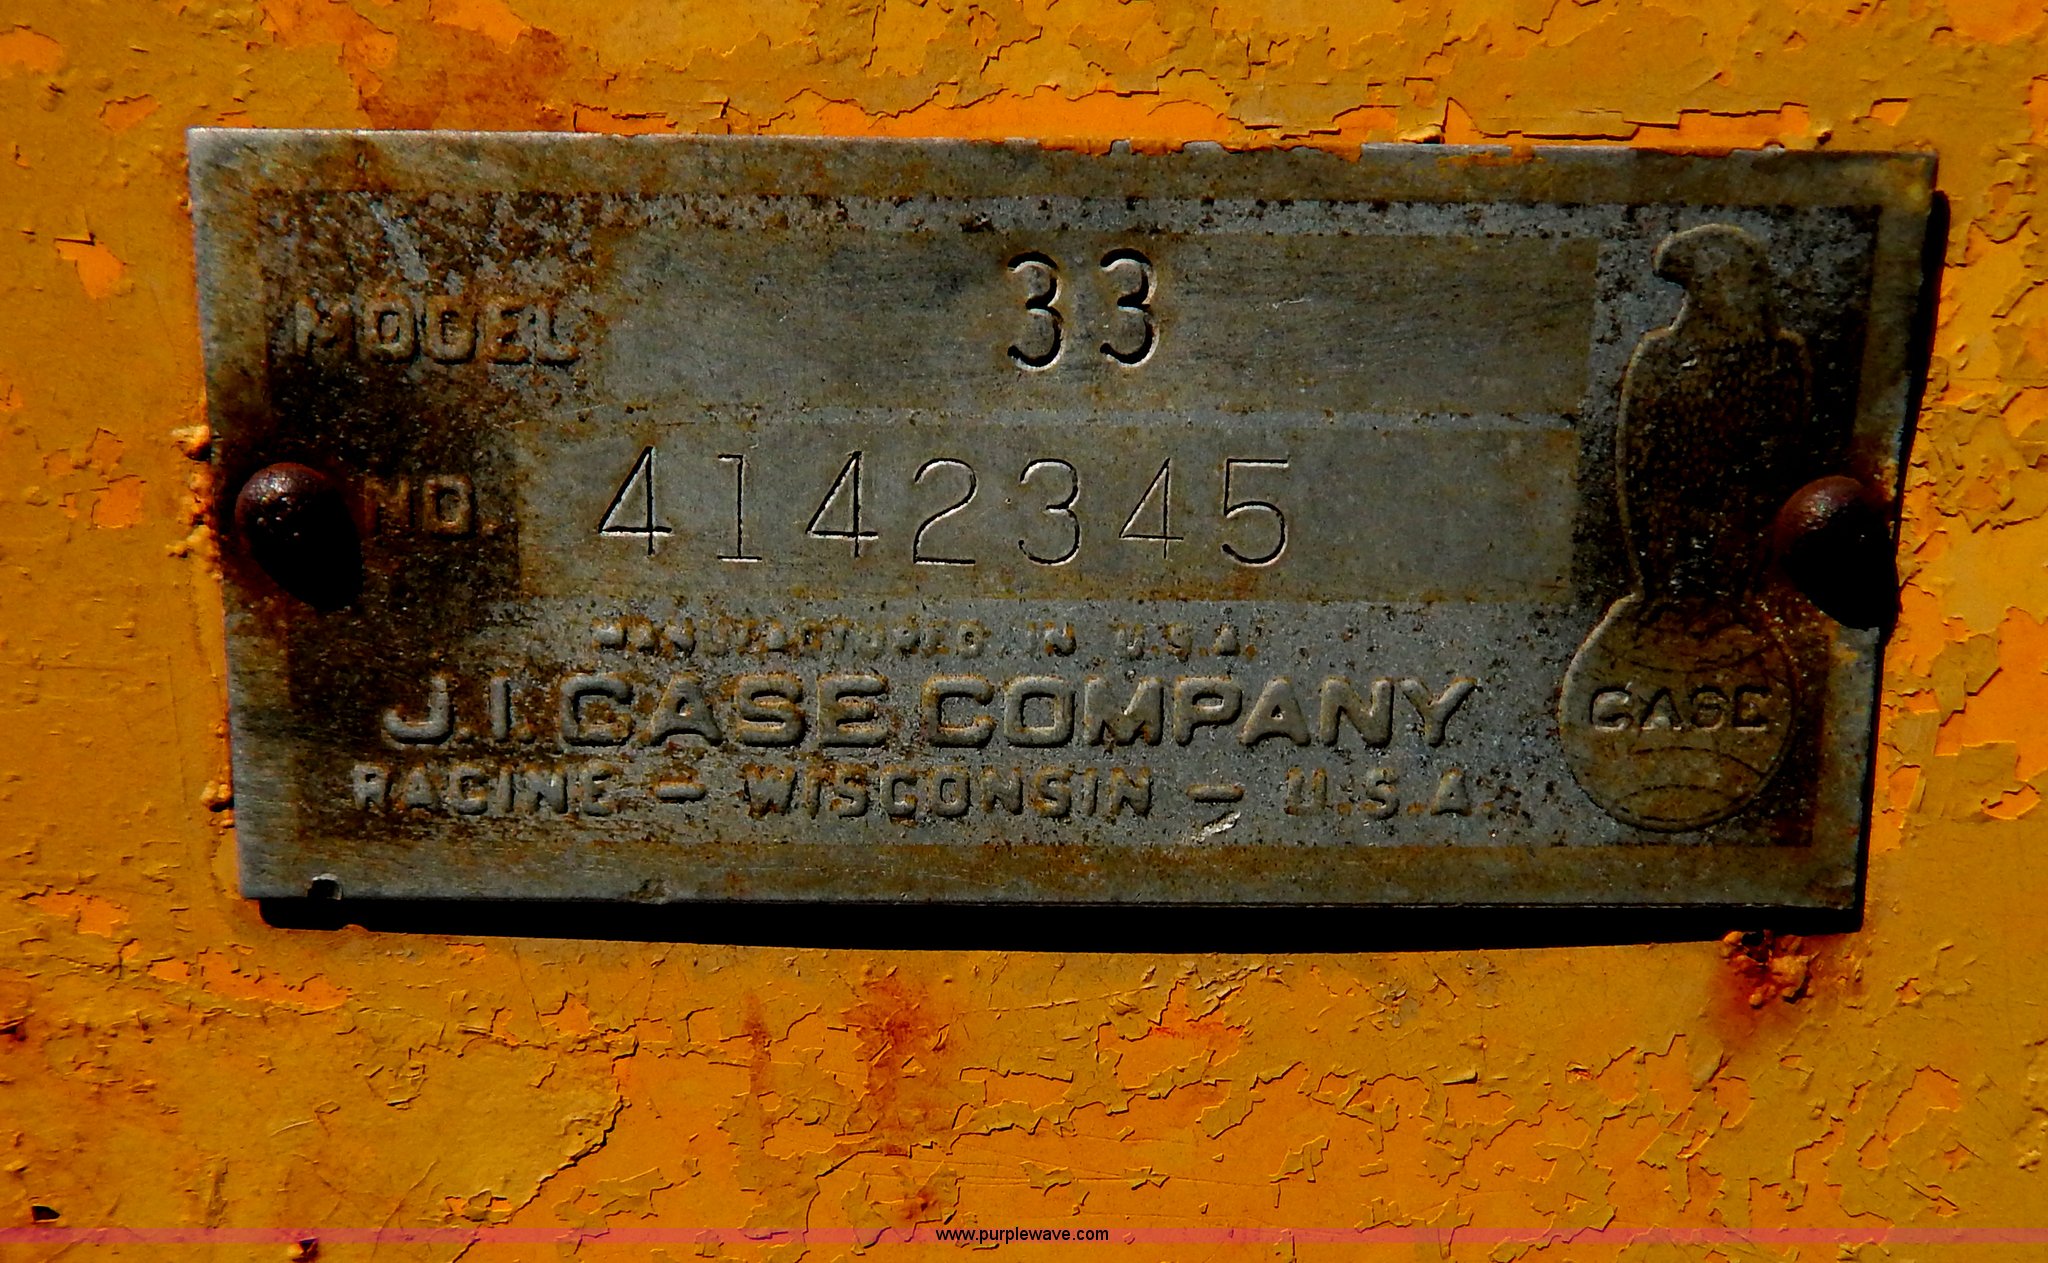 MODEL 33
NO. 4142345
MANUFACTURED IN U.S.A.
J.I. CASE COMPANY
RACINE - WISCONSIN - U.S.A.
CASE
www.purplewave.com